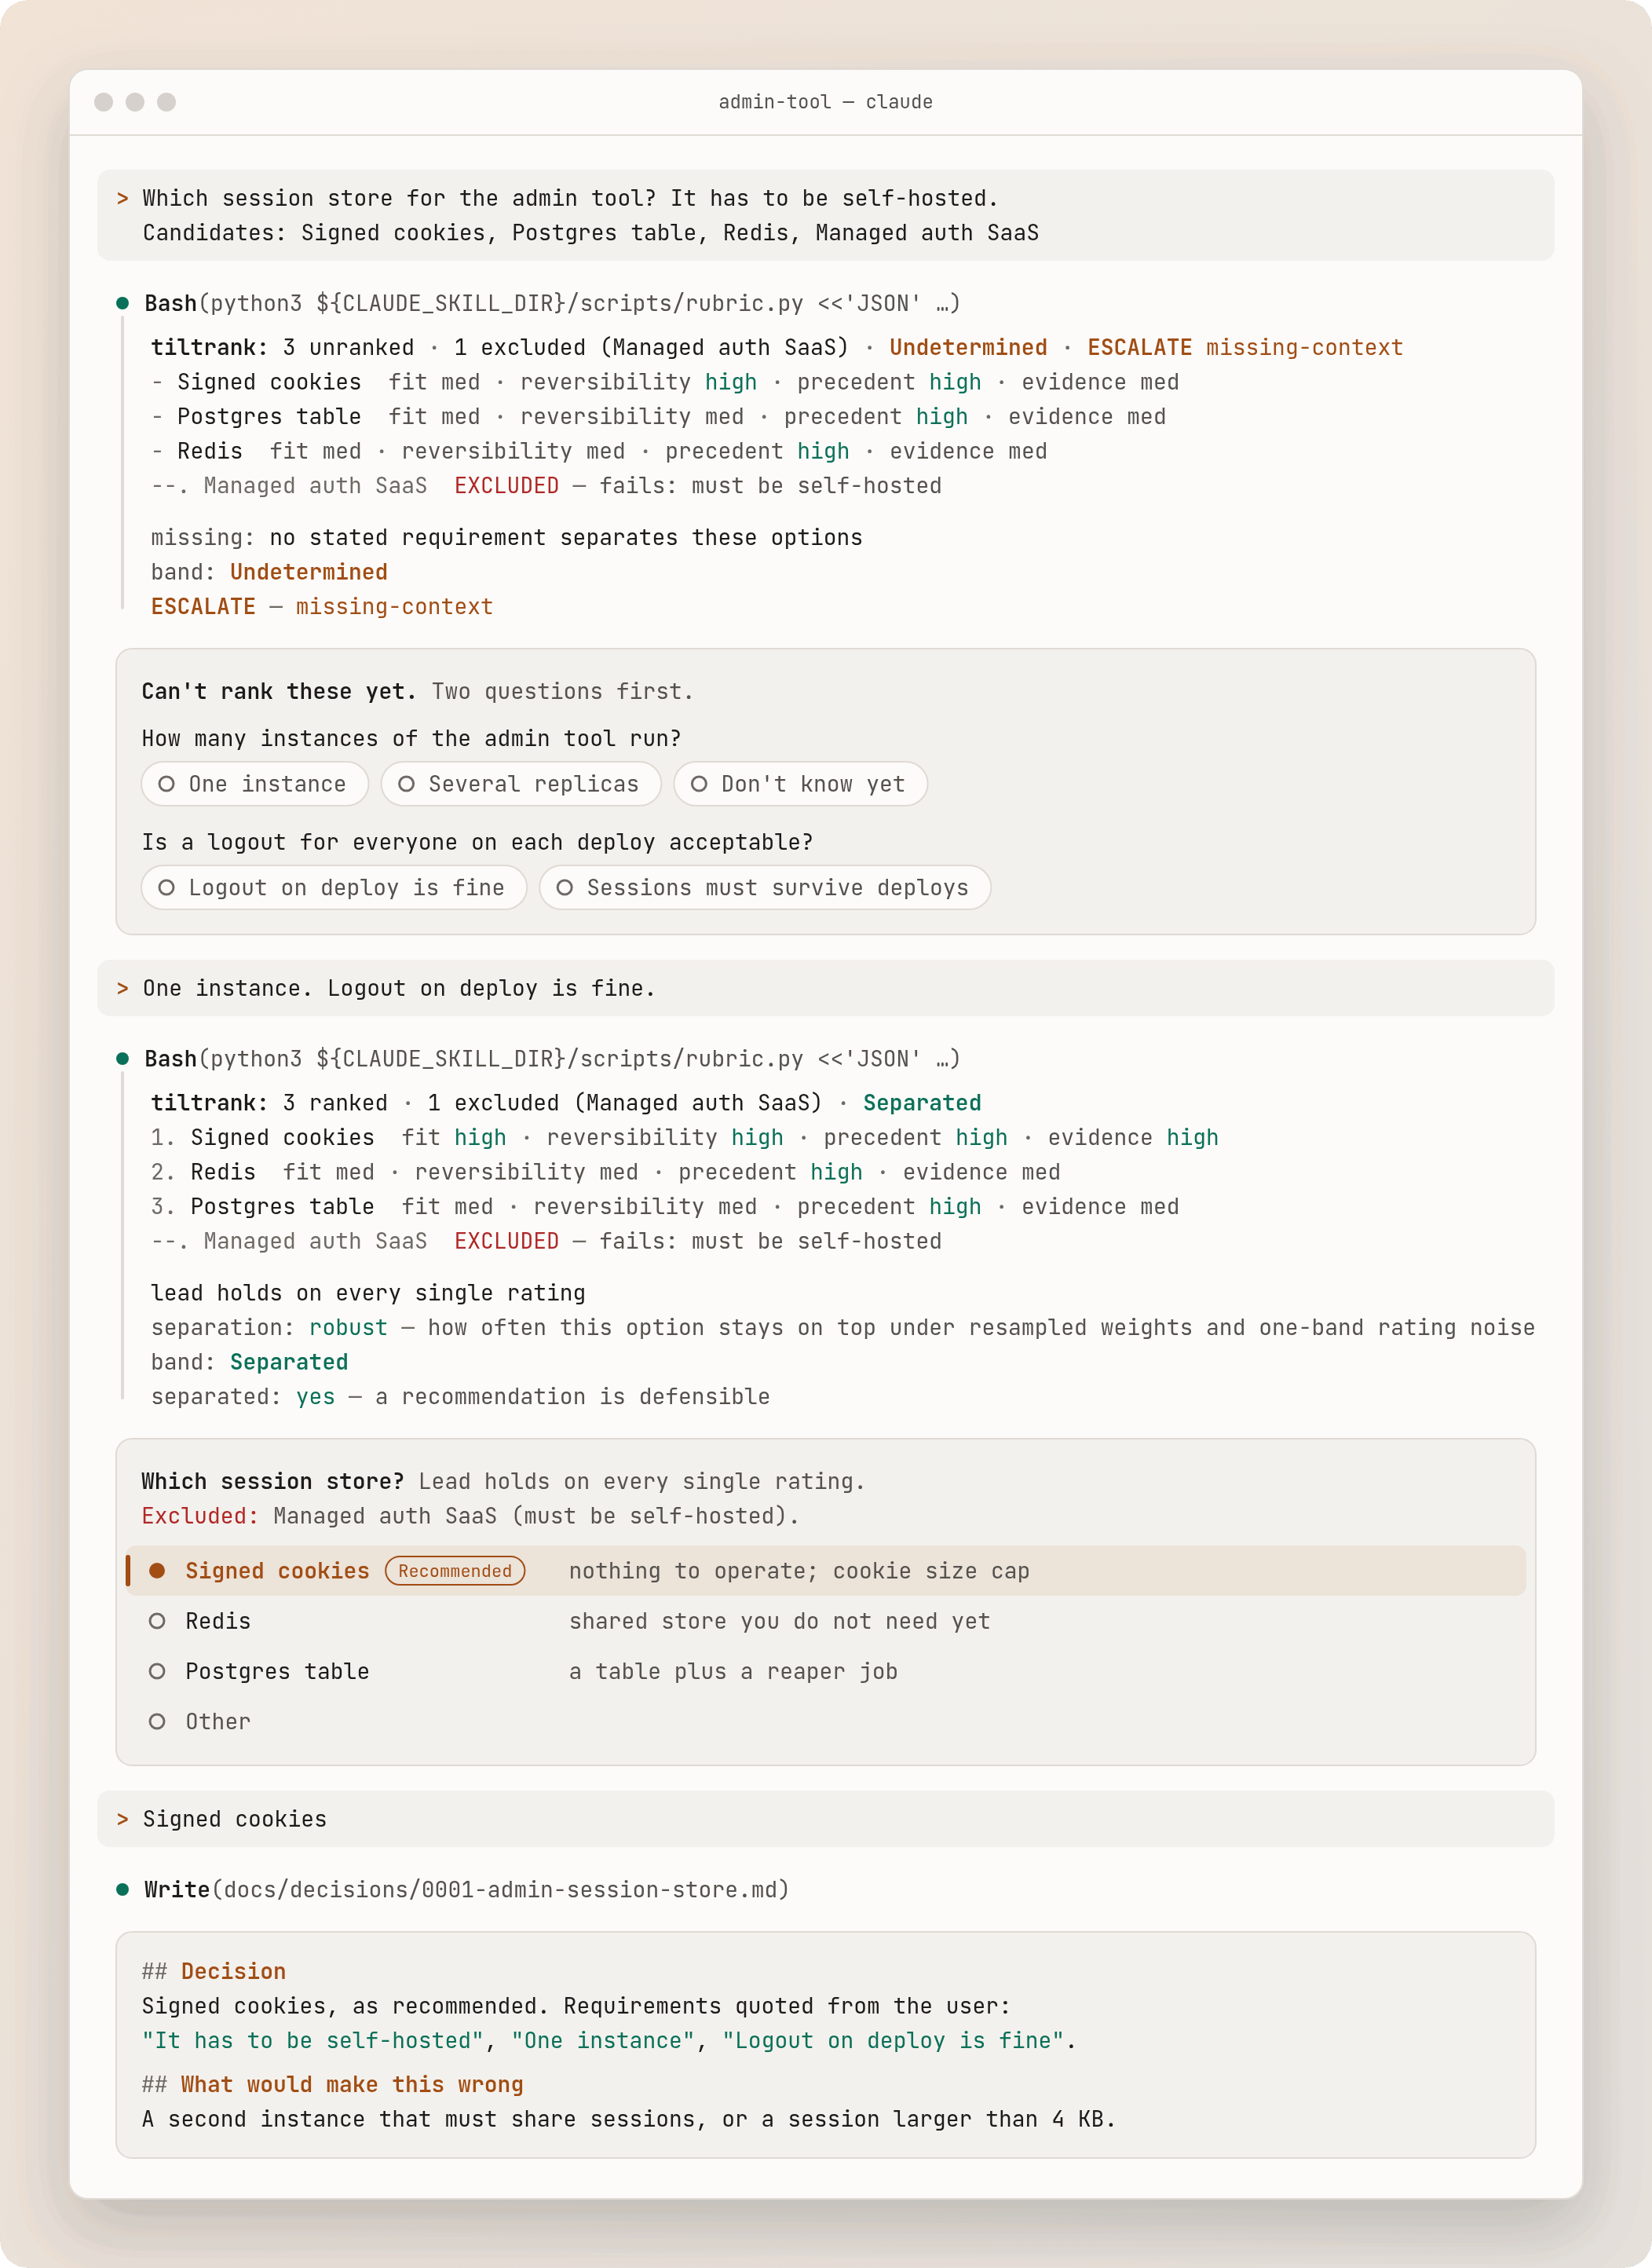 admin-tool — claude
> Which session store for the admin tool? It has to be self-hosted.
Candidates: Signed cookies, Postgres table, Redis, Managed auth SaaS
Bash(python3 ${CLAUDE_SKILL_DIR}/scripts/rubric.py <<'JSON' …)
tiltrank: 3 unranked · 1 excluded (Managed auth SaaS) · Undetermined · ESCALATE missing-context
- Signed cookies  fit med · reversibility high · precedent high · evidence med
- Postgres table  fit med · reversibility med · precedent high · evidence med
- Redis  fit med · reversibility med · precedent high · evidence med
--. Managed auth SaaS  EXCLUDED — fails: must be self-hosted
missing: no stated requirement separates these options
band: Undetermined
ESCALATE — missing-context
Can't rank these yet. Two questions first.
How many instances of the admin tool run?
One instance  Several replicas  Don't know yet
Is a logout for everyone on each deploy acceptable?
Logout on deploy is fine  Sessions must survive deploys
> One instance. Logout on deploy is fine.
Bash(python3 ${CLAUDE_SKILL_DIR}/scripts/rubric.py <<'JSON' …)
tiltrank: 3 ranked · 1 excluded (Managed auth SaaS) · Separated
1. Signed cookies  fit high · reversibility high · precedent high · evidence high
2. Redis  fit med · reversibility med · precedent high · evidence med
3. Postgres table  fit med · reversibility med · precedent high · evidence med
--. Managed auth SaaS  EXCLUDED — fails: must be self-hosted
lead holds on every single rating
separation: robust — how often this option stays on top under resampled weights and one-band rating noise
band: Separated
separated: yes — a recommendation is defensible
Which session store? Lead holds on every single rating.
Excluded: Managed auth SaaS (must be self-hosted).
Signed cookies  Recommended  nothing to operate; cookie size cap
Redis  shared store you do not need yet
Postgres table  a table plus a reaper job
Other
> Signed cookies
Write(docs/decisions/0001-admin-session-store.md)
## Decision
Signed cookies, as recommended. Requirements quoted from the user:
"It has to be self-hosted", "One instance", "Logout on deploy is fine".
## What would make this wrong
A second instance that must share sessions, or a session larger than 4 KB.